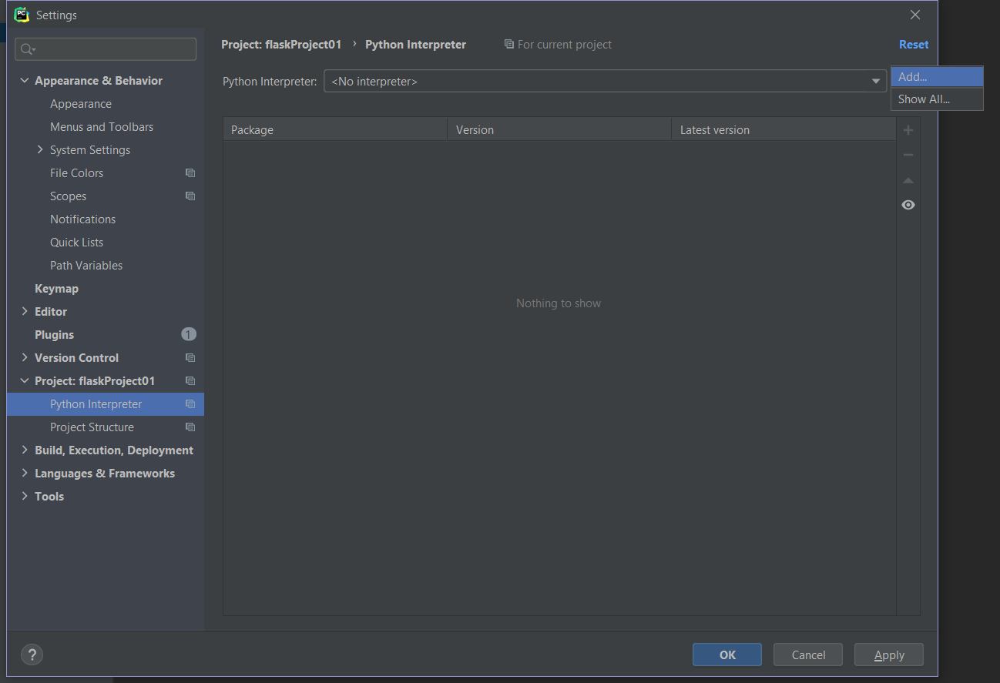 Settings
Project: flaskProject01 › Python Interpreter For current project Reset
Python Interpreter: <No interpreter>
Add...
Show All...
Appearance & Behavior
Appearance
Menus and Toolbars
System Settings
File Colors
Scopes
Notifications
Quick Lists
Path Variables
Keymap
Editor
Plugins 1
Version Control
Project: flaskProject01
Python Interpreter
Project Structure
Build, Execution, Deployment
Languages & Frameworks
Tools
Package Version Latest version
Nothing to show
? OK Cancel Apply